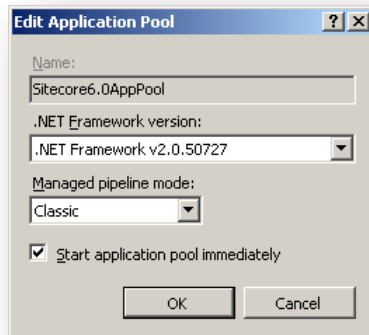 Edit Application Pool
Name:
Sitecore6.0AppPool
.NET Framework version:
.NET Framework v2.0.50727
Managed pipeline mode:
Classic
Start application pool immediately
OK Cancel